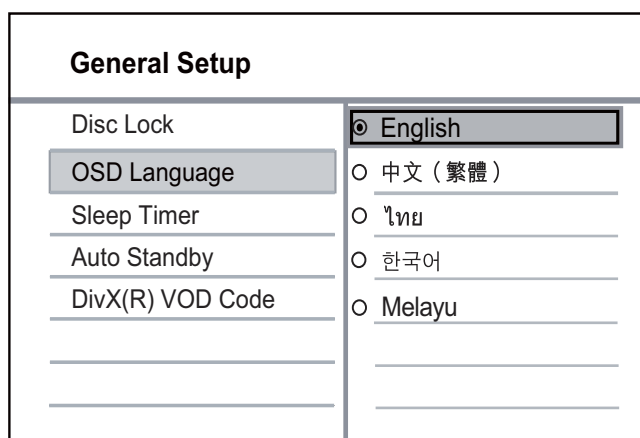 General Setup
Disc Lock
OSD Language
Sleep Timer
Auto Standby
DivX(R) VOD Code
English
中文（繁體）
ไทย
한국어
Melayu